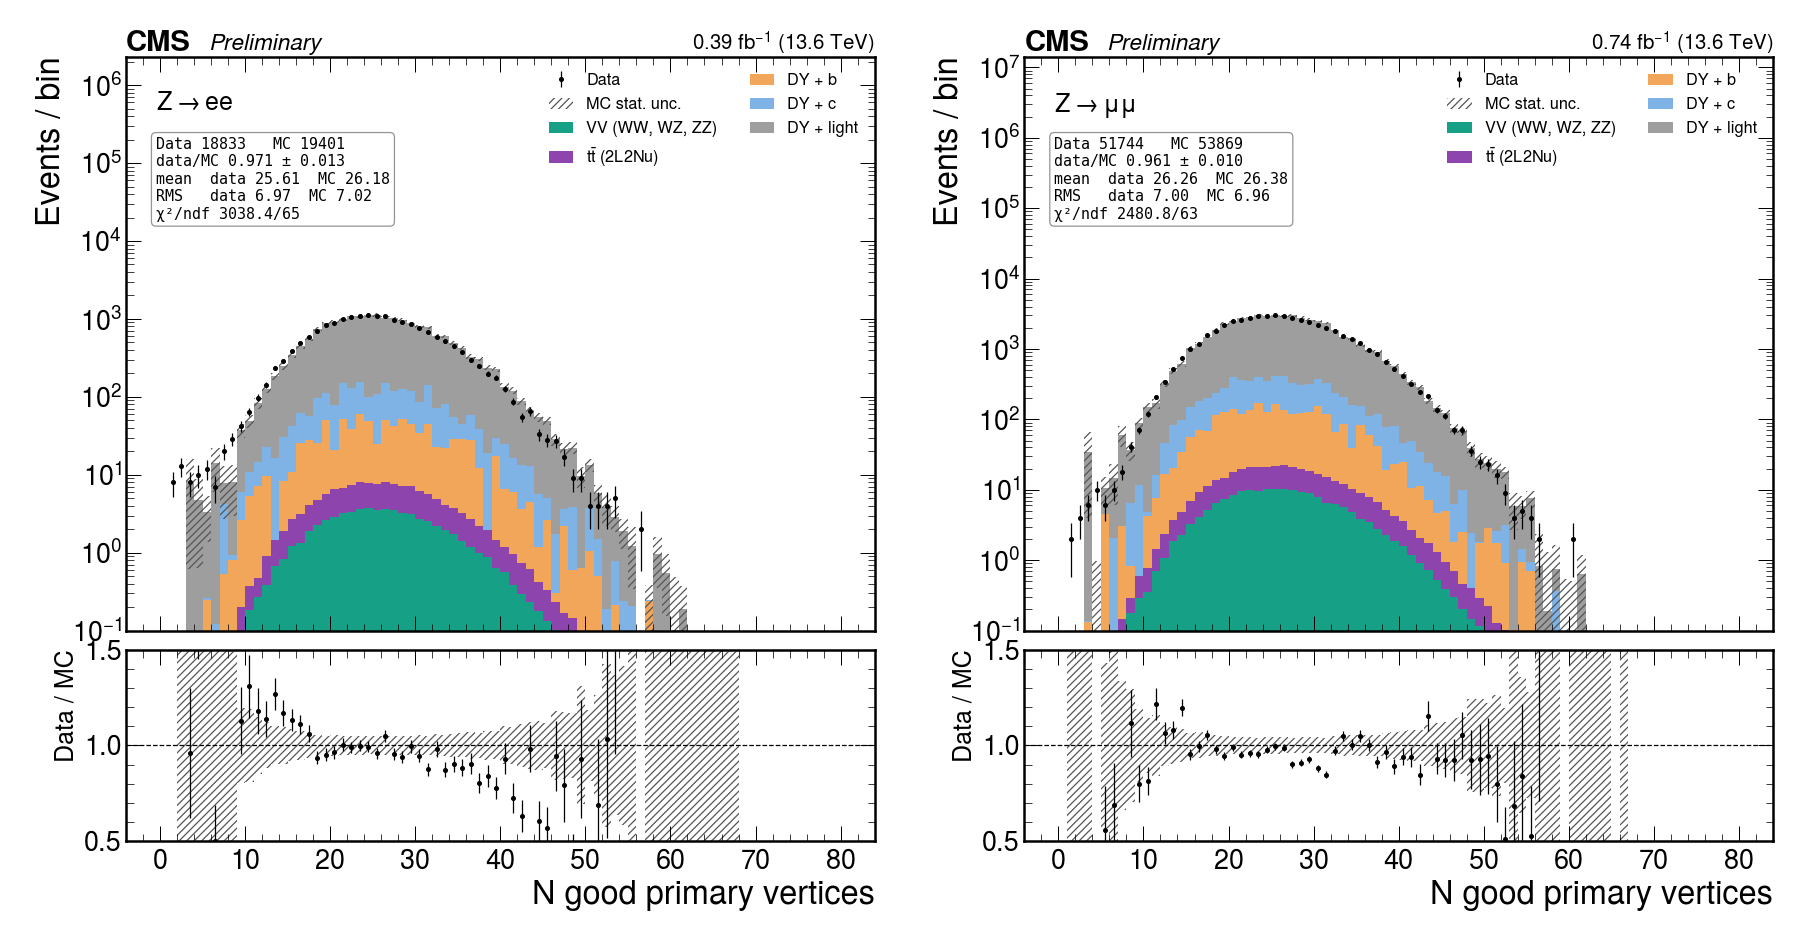 CMS Preliminary 0.39 fb⁻¹ (13.6 TeV)
Events / bin
10⁶
10⁵
10⁴
10³
10²
10¹
10⁰
10⁻¹
Z → ee
Data 18833 MC 19401
data/MC 0.971 ± 0.013
mean data 25.61 MC 26.18
RMS data 6.97 MC 7.02
χ²/ndf 3038.4/65
Data
MC stat. unc.
VV (WW, WZ, ZZ)
tt̄ (2L2Nu)
DY + b
DY + c
DY + light
Data / MC
1.5
1.0
0.5
0 10 20 30 40 50 60 70 80
N good primary vertices
CMS Preliminary 0.74 fb⁻¹ (13.6 TeV)
Events / bin
10⁷
10⁶
10⁵
10⁴
10³
10²
10¹
10⁰
10⁻¹
Z → μμ
Data 51744 MC 53869
data/MC 0.961 ± 0.010
mean data 26.26 MC 26.38
RMS data 7.00 MC 6.96
χ²/ndf 2480.8/63
Data
MC stat. unc.
VV (WW, WZ, ZZ)
tt̄ (2L2Nu)
DY + b
DY + c
DY + light
Data / MC
1.5
1.0
0.5
0 10 20 30 40 50 60 70 80
N good primary vertices